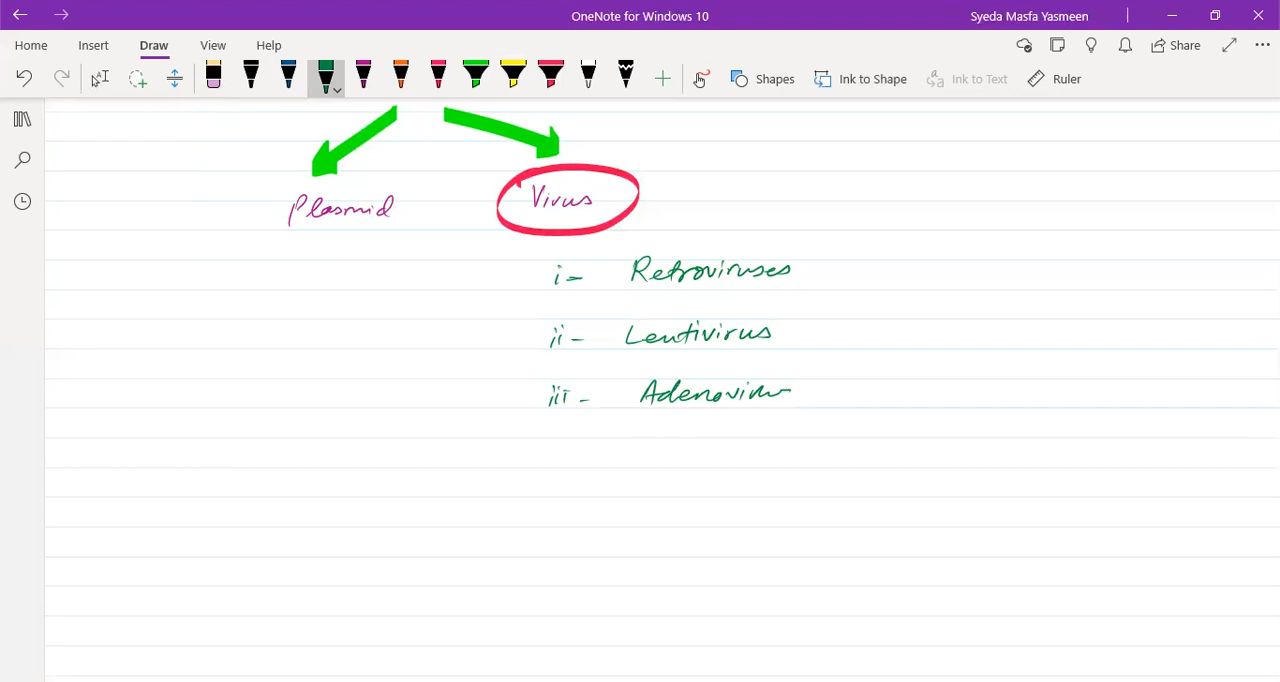 OneNote for Windows 10
Syeda Masfa Yasmeen
Home Insert Draw View Help
Share
Shapes Ink to Shape Ink to Text Ruler
Plasmid Virus
i- Retroviruses
ii- Lentivirus
iii- Adenovirus